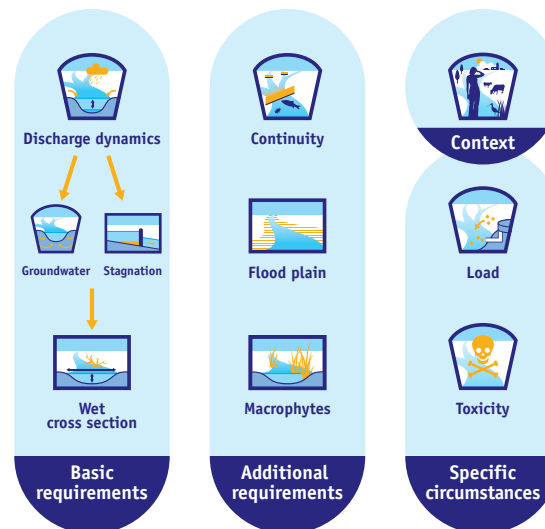 Discharge dynamics
Groundwater
Stagnation
Wet
cross section
Basic
requirements
Continuity
Flood plain
Macrophytes
Additional
requirements
Context
Load
Toxicity
Specific
circumstances